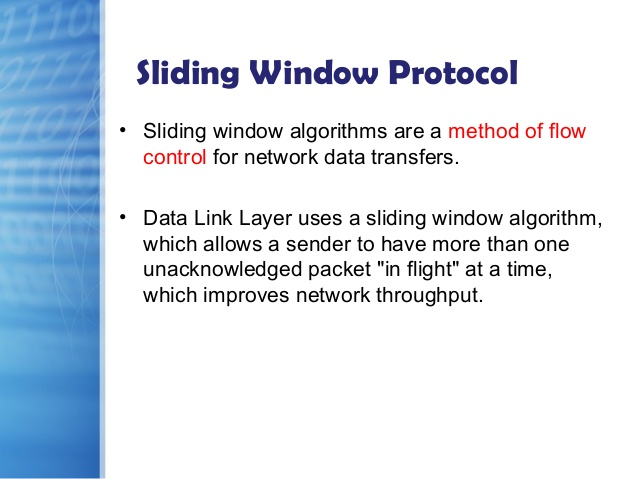 Sliding Window Protocol
• Sliding window algorithms are a method of flow
control for network data transfers.
• Data Link Layer uses a sliding window algorithm,
which allows a sender to have more than one
unacknowledged packet "in flight" at a time,
which improves network throughput.